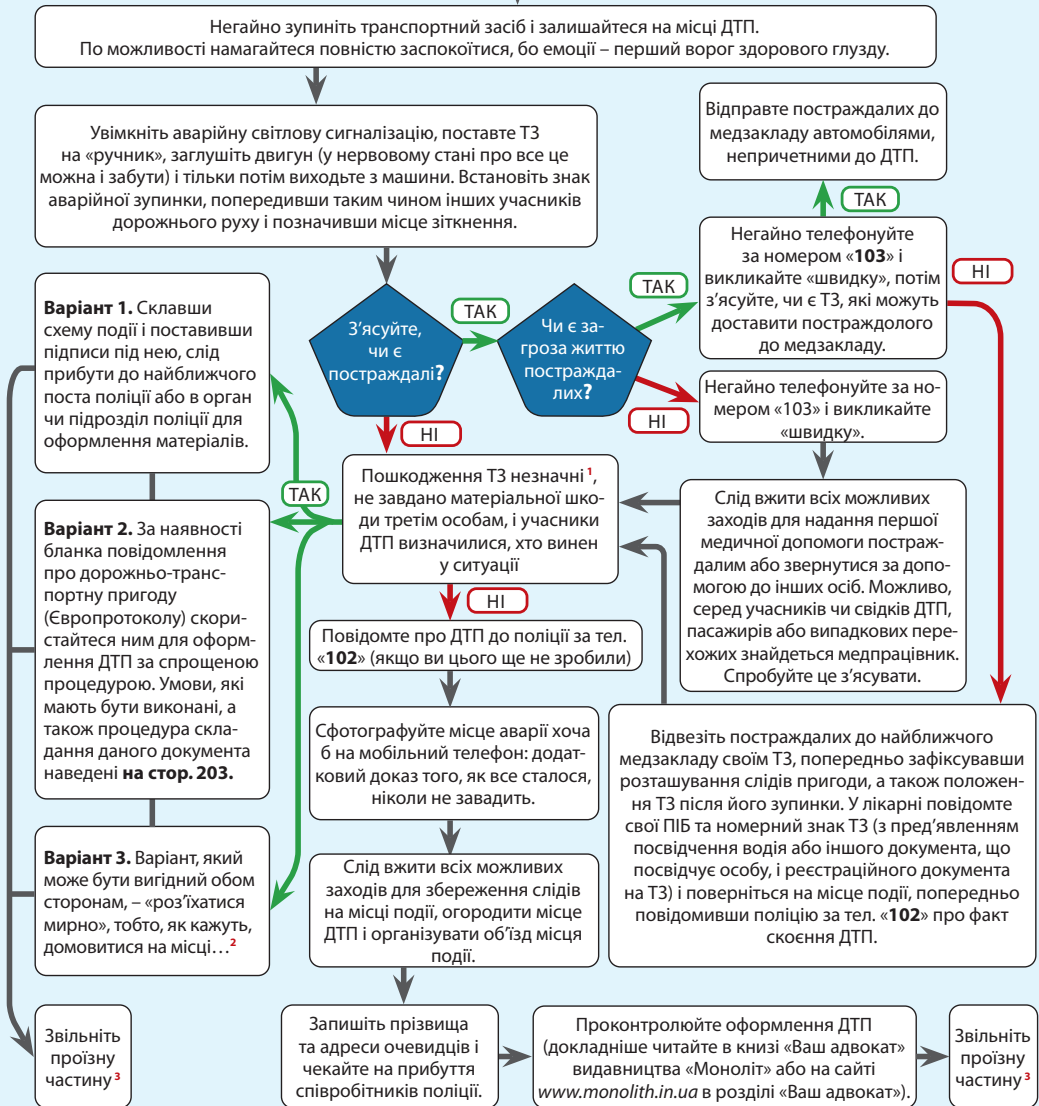 Негайно зупиніть транспортний засіб і залишайтеся на місці ДТП.
По можливості намагайтеся повністю заспокоїтися, бо емоції – перший ворог здорового глузду.
Увімкніть аварійну світлову сигналізацію, поставте ТЗ
на «ручник», заглушіть двигун (у нервовому стані про все це
можна і забути) і тільки потім виходьте з машини. Встановіть знак
аварійної зупинки, попередивши таким чином інших учасників
дорожнього руху і позначивши місце зіткнення.
Відправте постраждалих до
медзакладу автомобілями,
непричетними до ДТП.
ТАК
Негайно телефонуйте
за номером «103» і
викликайте «швидку», потім
з’ясуйте, чи є ТЗ, які можуть
доставити постраждолого
до медзакладу.
НІ
З’ясуйте,
чи є
постраждалі?
ТАК
Чи є за-
гроза життю
постражда-
лих?
ТАК
НІ
НІ
Негайно телефонуйте за но-
мером «103» і викликайте
«швидку».
Варіант 1. Склавши
схему події і поставивши
підписи під нею, слід
прибути до найближчого
поста поліції або в орган
чи підрозділ поліції для
оформлення матеріалів.
ТАК
Пошкодження ТЗ незначні 1,
не завдано матеріальної шко-
ди третім особам, і учасники
ДТП визначилися, хто винен
у ситуації
Слід вжити всіх можливих
заходів для надання першої
медичної допомоги постраж-
далим або звернутися за допо-
могою до інших осіб. Можливо,
серед учасників чи свідків ДТП,
пасажирів або випадкових пере-
хожих знайдеться медпрацівник.
Спробуйте це з’ясувати.
Варіант 2. За наявності
бланка повідомлення
про дорожньо-транс-
портну пригоду
(Європротоколу) скори-
стайтеся ним для оформ-
лення ДТП за спрощеною
процедурою. Умови, які
мають бути виконані, а
також процедура скла-
дання даного документа
наведені на стор. 203.
НІ
Повідомте про ДТП до поліції за тел.
«102» (якщо ви цього ще не зробили)
Сфотографуйте місце аварії хоча
б на мобільний телефон: додат-
ковий доказ того, як все сталося,
ніколи не завадить.
Відвезіть постраждалих до найближчого
медзакладу своїм ТЗ, попередньо зафіксувавши
розташування слідів пригоди, а також положен-
ня ТЗ після його зупинки. У лікарні повідомте
свої ПІБ та номерний знак ТЗ (з пред’явленням
посвідчення водія або іншого документа, що
посвідчує особу, і реєстраційного документа
на ТЗ) і поверніться на місце події, попередньо
повідомивши поліцію за тел. «102» про факт
скоєння ДТП.
Варіант 3. Варіант, який
може бути вигідний обом
сторонам, – «роз’їхатися
мирно», тобто, як кажуть,
домовитися на місці…2
Слід вжити всіх можливих
заходів для збереження слідів
на місці події, огородити місце
ДТП і організувати об’їзд місця
події.
Звільніть
проїзну
частину 3
Запишіть прізвища
та адреси очевидців і
чекайте на прибуття
співробітників поліції.
Проконтролюйте оформлення ДТП
(докладніше читайте в книзі «Ваш адвокат»
видавництва «Моноліт» або на сайті
www.monolith.in.ua в розділі «Ваш адвокат»).
Звільніть
проїзну
частину 3